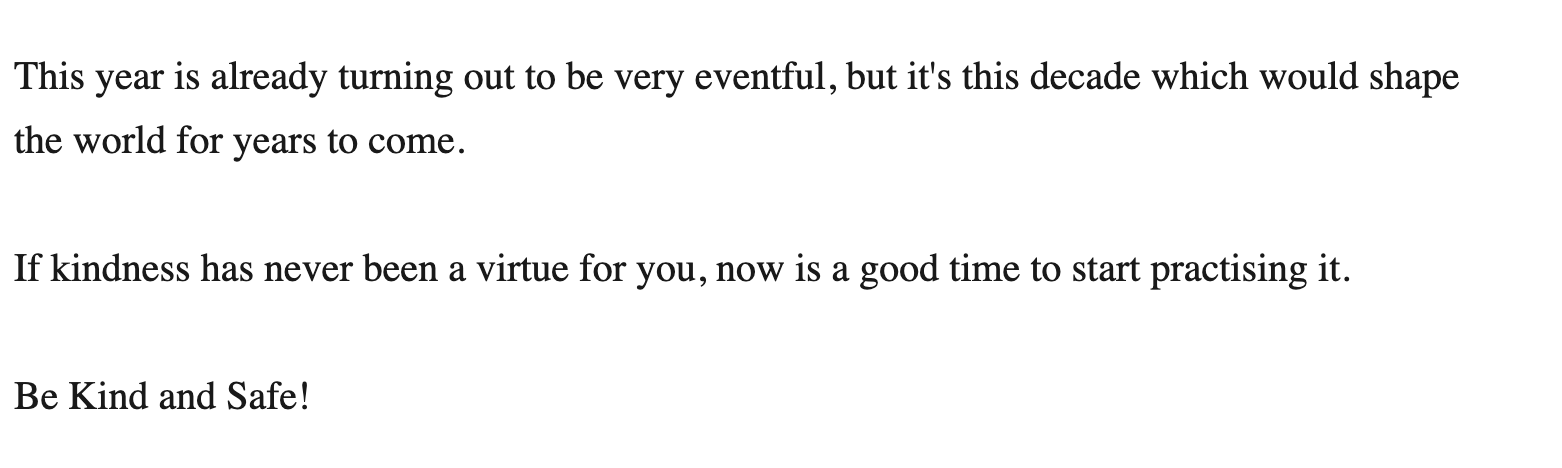 This year is already turning out to be very eventful, but it's this decade which would shape
the world for years to come.
If kindness has never been a virtue for you, now is a good time to start practising it.
Be Kind and Safe!